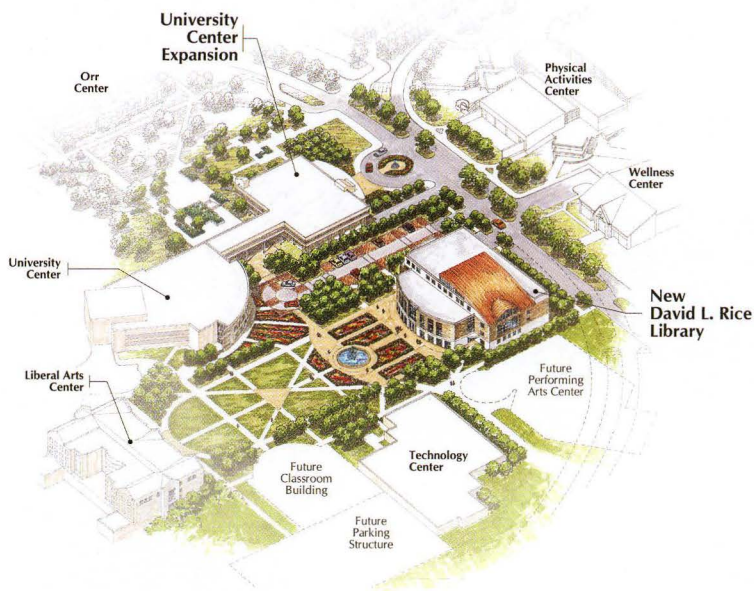 University
Center
Expansion
Orr
Center
Physical
Activities
Center
Wellness
Center
University
Center
New
David L. Rice
Library
Liberal Arts
Center
Future
Performing
Arts Center
Technology
Center
Future
Classroom
Building
Future
Parking
Structure